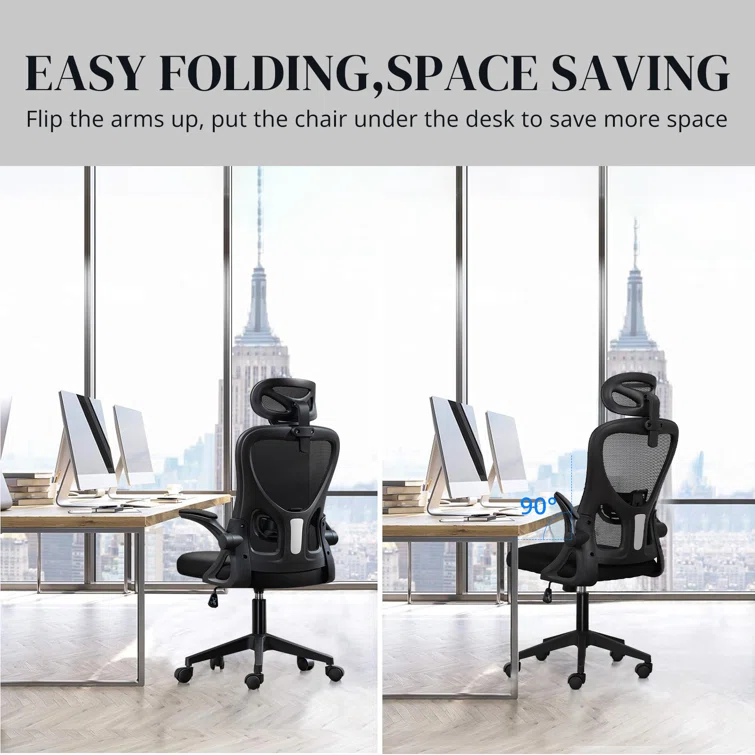 EASY FOLDING,SPACE SAVING
Flip the arms up, put the chair under the desk to save more space
90°